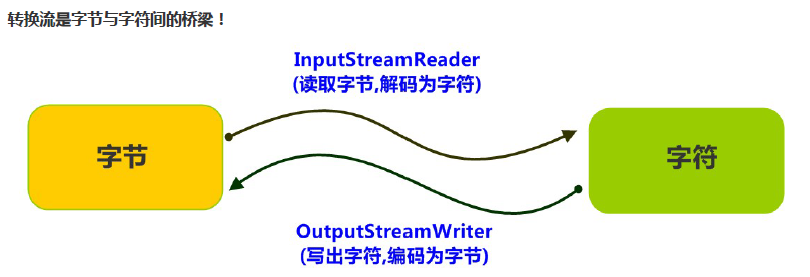 转换流是字节与字符间的桥梁！
InputStreamReader
(读取字节,解码为字符)
字节
字符
OutputStreamWriter
(写出字符,编码为字节)